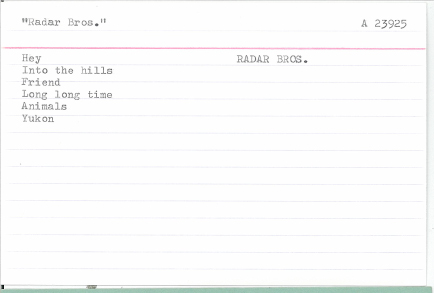 "Radar Bros." A 23925
Hey RADAR BROS.
Into the hills
Friend
Long long time
Animals
Yukon